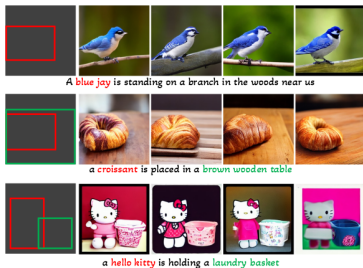 A blue jay is standing on a branch in the woods near us
a croissant is placed in a brown wooden table
a hello kitty is holding a laundry basket